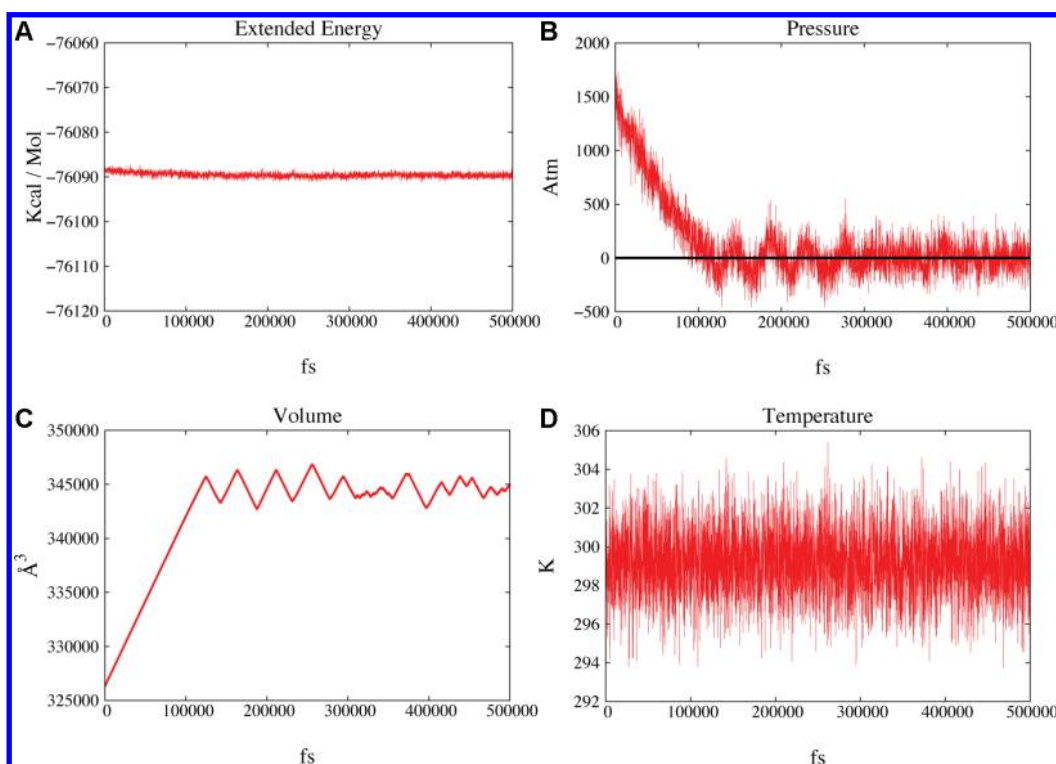 A
Extended Energy
−76060
−76070
−76080
−76090
−76100
−76110
−76120
Kcal / Mol
0 100000 200000 300000 400000 500000
fs
B
Pressure
2000
1500
1000
500
0
−500
Atm
0 100000 200000 300000 400000 500000
fs
C
Volume
350000
345000
340000
335000
330000
325000
Å3
0 100000 200000 300000 400000 500000
fs
D
Temperature
306
304
302
300
298
296
294
292
K
0 100000 200000 300000 400000 500000
fs